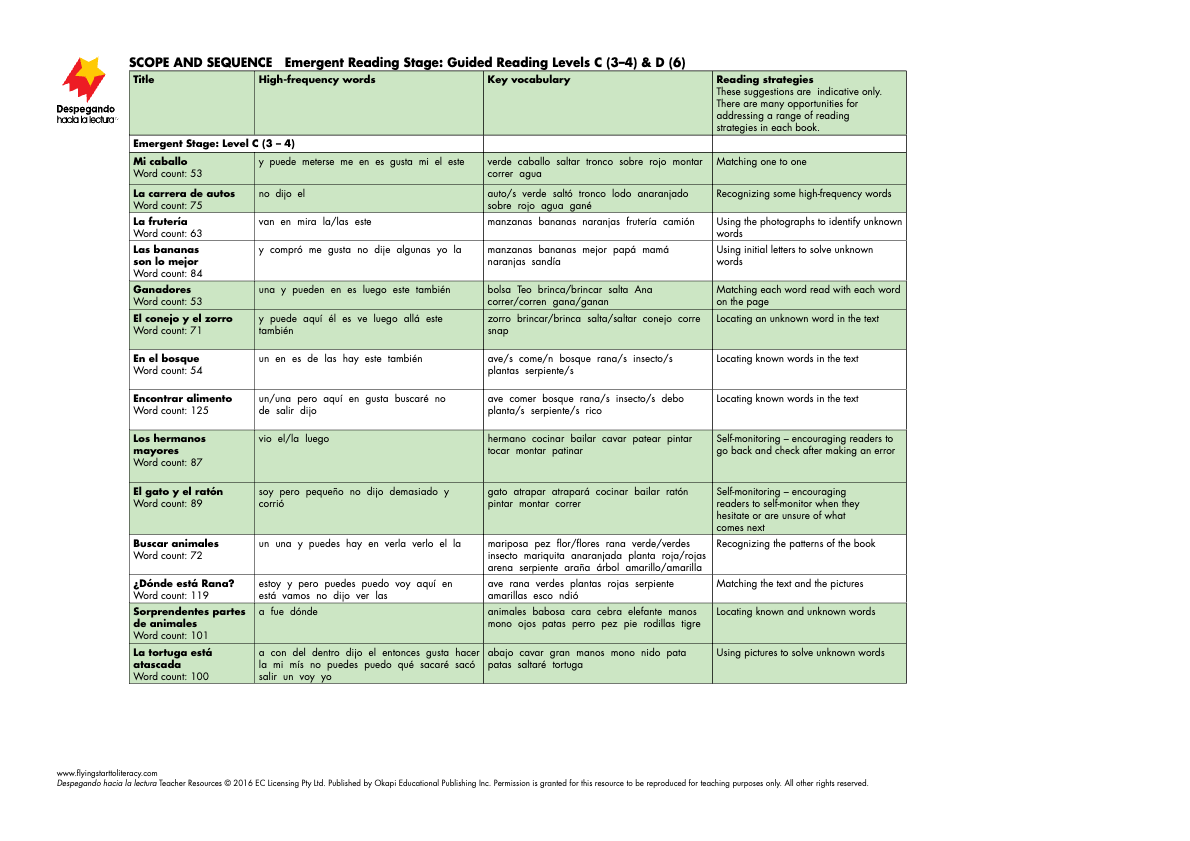 SCOPE AND SEQUENCE Emergent Reading Stage: Guided Reading Levels C (3–4) & D (6)
Despegando
hacia la lectura
Title
High-frequency words
Key vocabulary
Reading strategies
These suggestions are indicative only.
There are many opportunities for
addressing a range of reading
strategies in each book.
Emergent Stage: Level C (3 – 4)
Mi caballo
Word count: 53
y puede meterse me en es gusta mi el este
verde caballo saltar tronco sobre rojo montar
correr agua
Matching one to one
La carrera de autos
Word count: 75
no dijo el
auto/s verde saltó tronco lodo anaranjado
sobre rojo agua gané
Recognizing some high-frequency words
La frutería
Word count: 63
van en mira la/las este
manzanas bananas naranjas frutería camión
Using the photographs to identify unknown
words
Las bananas
son lo mejor
Word count: 84
y compró me gusta no dije algunas yo la
manzanas bananas mejor papá mamá
naranjas sandía
Using initial letters to solve unknown
words
Ganadores
Word count: 53
una y pueden en es luego este también
bolsa Teo brinca/brincar salta Ana
correr/corren gana/ganan
Matching each word read with each word
on the page
El conejo y el zorro
Word count: 71
y puede aquí él es ve luego allá este
también
zorro brincar/brinca salta/saltar conejo corre
snap
Locating an unknown word in the text
En el bosque
Word count: 54
un en es de las hay este también
ave/s come/n bosque rana/s insecto/s
plantas serpiente/s
Locating known words in the text
Encontrar alimento
Word count: 125
un/una pero aquí en gusta buscaré no
de salir dijo
ave comer bosque rana/s insecto/s debo
planta/s serpiente/s rico
Locating known words in the text
Los hermanos
mayores
Word count: 87
vio el/la luego
hermano cocinar bailar cavar patear pintar
tocar montar patinar
Self-monitoring – encouraging readers to
go back and check after making an error
El gato y el ratón
Word count: 89
soy pero pequeño no dijo demasiado y
corrió
gato atrapar atrapará cocinar bailar ratón
pintar montar correr
Self-monitoring – encouraging
readers to self-monitor when they
hesitate or are unsure of what
comes next
Buscar animales
Word count: 72
un una y puedes hay en verla verlo el la
mariposa pez flor/flores rana verde/verdes
insecto mariquita anaranjada planta roja/rojas
arena serpiente araña árbol amarillo/amarilla
Recognizing the patterns of the book
¿Dónde está Rana?
Word count: 119
estoy y pero puedes puedo voy aquí en
está vamos no dijo ver las
ave rana verdes plantas rojas serpiente
amarillas esco ndió
Matching the text and the pictures
Sorprendentes partes
de animales
Word count: 101
a fue dónde
animales babosa cara cebra elefante manos
mono ojos patas perro pez pie rodillas tigre
Locating known and unknown words
La tortuga está
atascada
Word count: 100
a con del dentro dijo el entonces gusta hacer
la mi mís no puedes puedo qué sacaré sacó
salir un voy yo
abajo cavar gran manos mono nido pata
patas saltaré tortuga
Using pictures to solve unknown words
www.flyingstarttoliteracy.com
Despegando hacia la lectura Teacher Resources © 2016 EC Licensing Pty Ltd. Published by Okapi Educational Publishing Inc. Permission is granted for this resource to be reproduced for teaching purposes only. All other rights reserved.